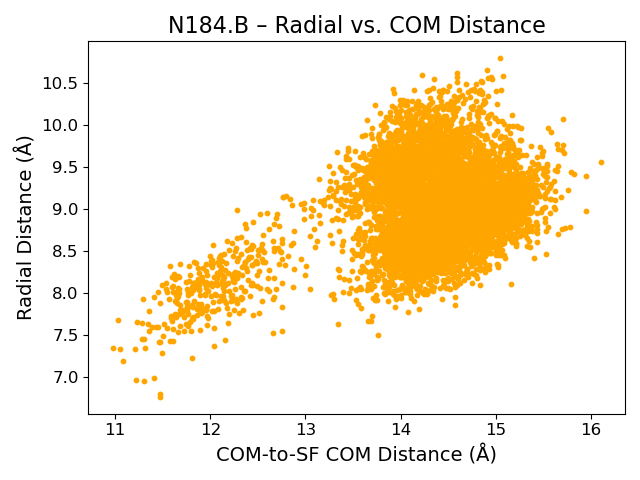 N184.B – Radial vs. COM Distance
Radial Distance (Å)
10.5
10.0
9.5
9.0
8.5
8.0
7.5
7.0
11 12 13 14 15 16
COM-to-SF COM Distance (Å)